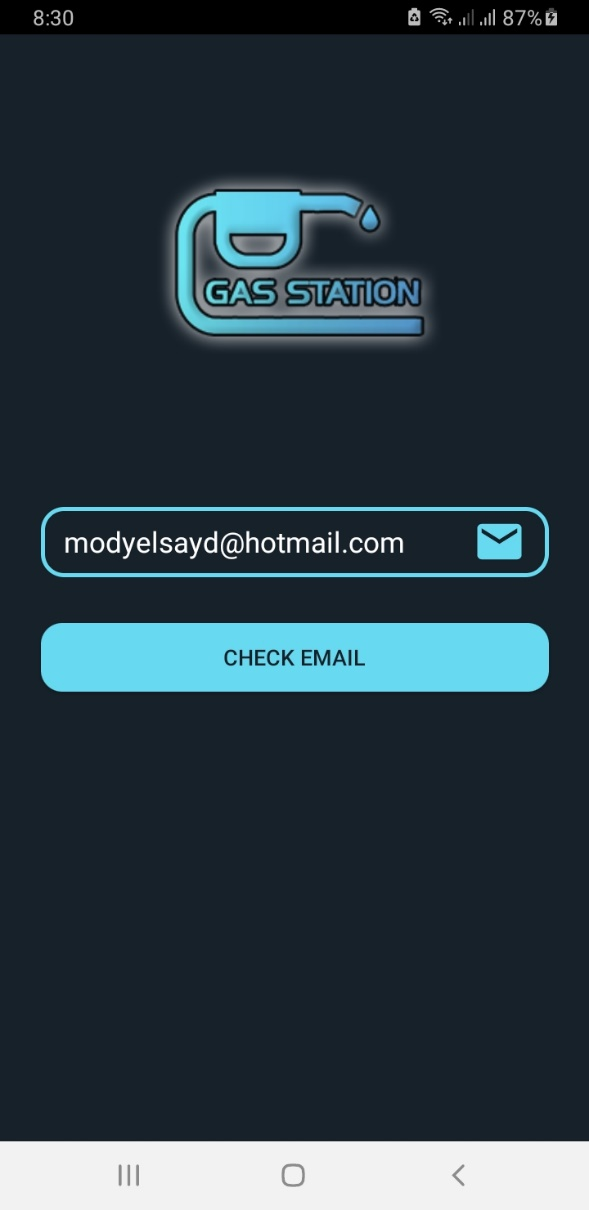 8:30
87%
GAS STATION
modyelsayd@hotmail.com
CHECK EMAIL